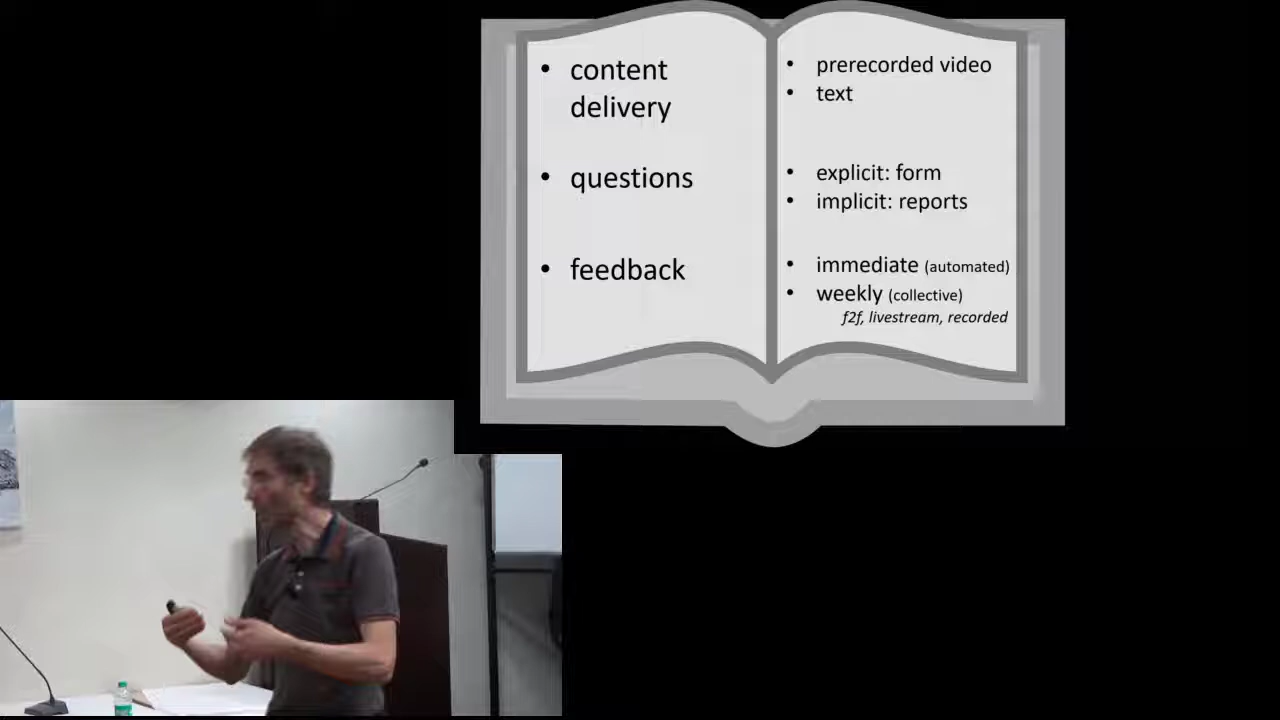 • content
delivery
• questions
• feedback
• prerecorded video
• text
• explicit: form
• implicit: reports
• immediate (automated)
• weekly (collective)
f2f, livestream, recorded